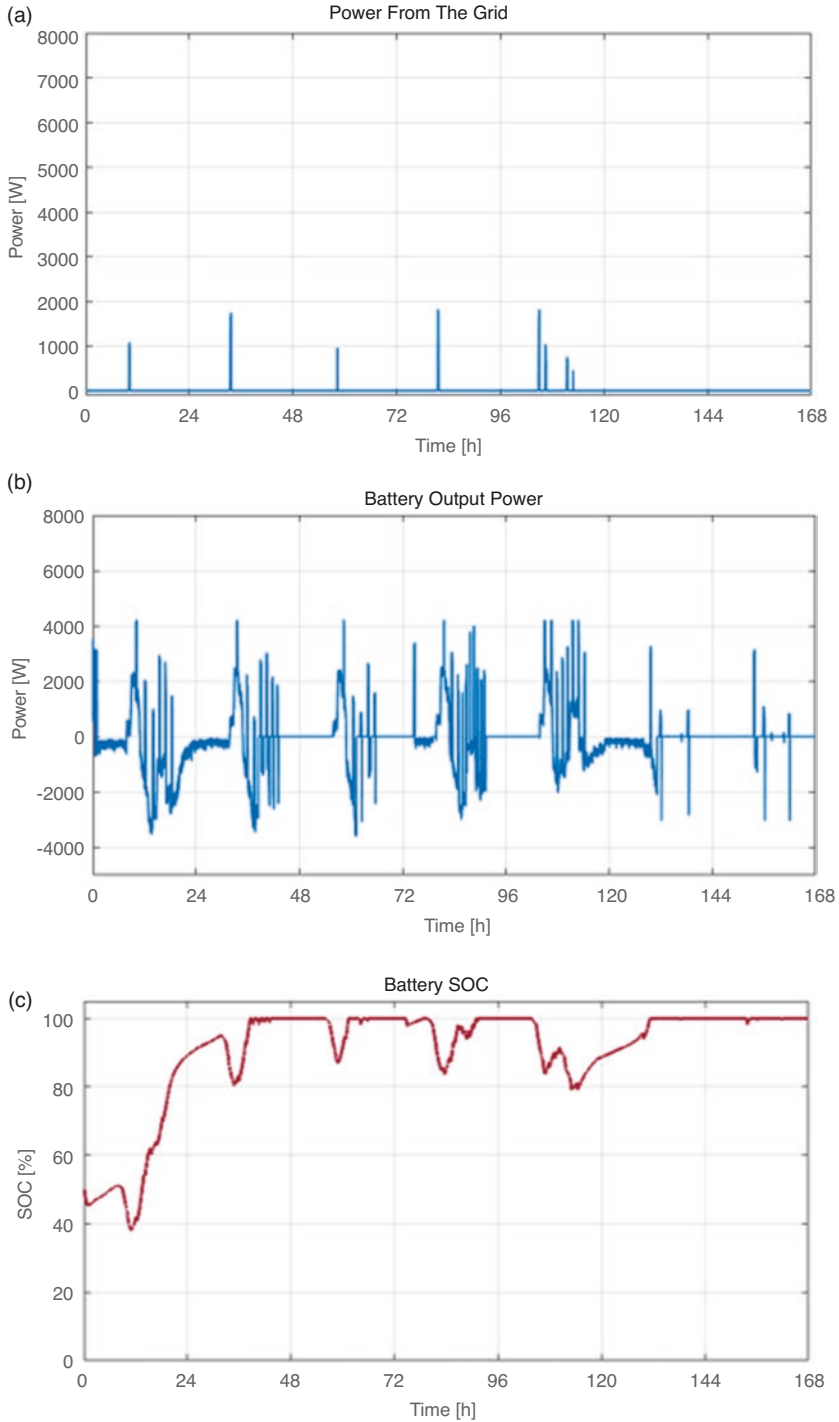 (a)
Power From The Grid
8000
7000
6000
5000
4000
3000
2000
1000
0
Power [W]
0 24 48 72 96 120 144 168
Time [h]
(b)
Battery Output Power
8000
6000
4000
2000
0
-2000
-4000
Power [W]
0 24 48 72 96 120 144 168
Time [h]
(c)
Battery SOC
100
80
60
40
20
0
SOC [%]
0 24 48 72 96 120 144 168
Time [h]